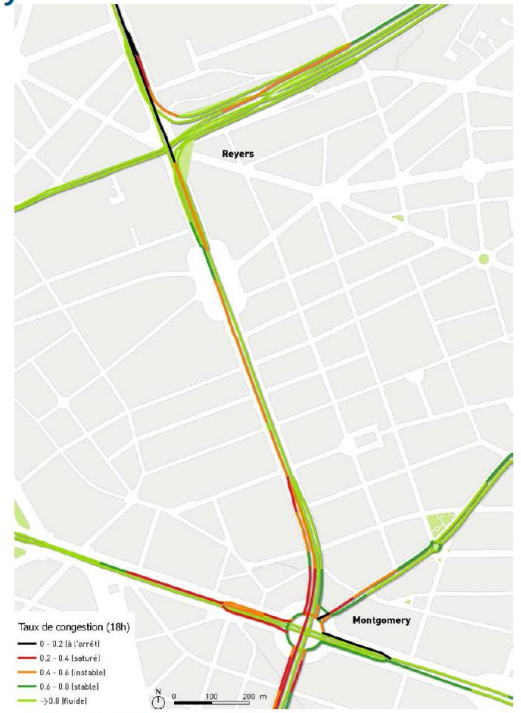 y
Reyers
Montgomery
Taux de congestion (18h)
0 - 0.2 (à l'arrêt)
0.2 - 0.4 (saturé)
0.4 - 0.6 (instable)
0.6 - 0.8 (stable)
->0.8 (fluide)
N
0 100 200 m